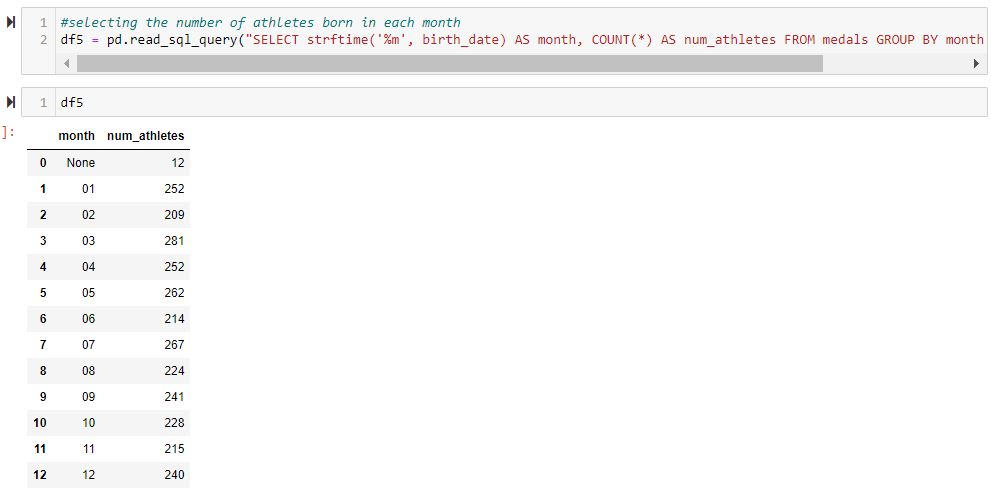 1 #selecting the number of athletes born in each month
2 df5 = pd.read_sql_query("SELECT strftime('%m', birth_date) AS month, COUNT(*) AS num_athletes FROM medals GROUP BY month
1 df5
]:
month num_athletes
0 None 12
1 01 252
2 02 209
3 03 281
4 04 252
5 05 262
6 06 214
7 07 267
8 08 224
9 09 241
10 10 228
11 11 215
12 12 240